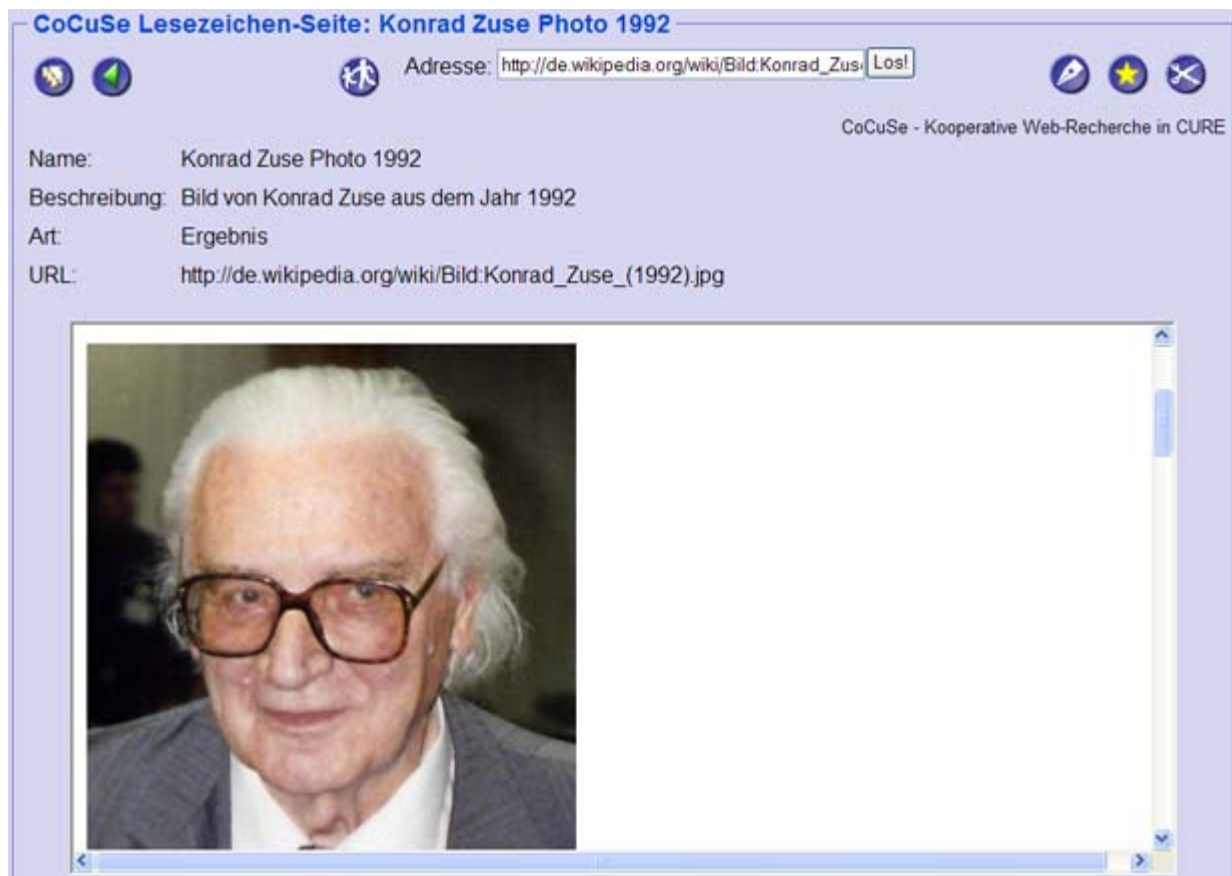 CoCuSe Lesezeichen-Seite: Konrad Zuse Photo 1992
Adresse: http://de.wikipedia.org/wiki/Bild:Konrad_Zus Los!
CoCuSe - Kooperative Web-Recherche in CURE
Name: Konrad Zuse Photo 1992
Beschreibung: Bild von Konrad Zuse aus dem Jahr 1992
Art: Ergebnis
URL: http://de.wikipedia.org/wiki/Bild:Konrad_Zuse_(1992).jpg